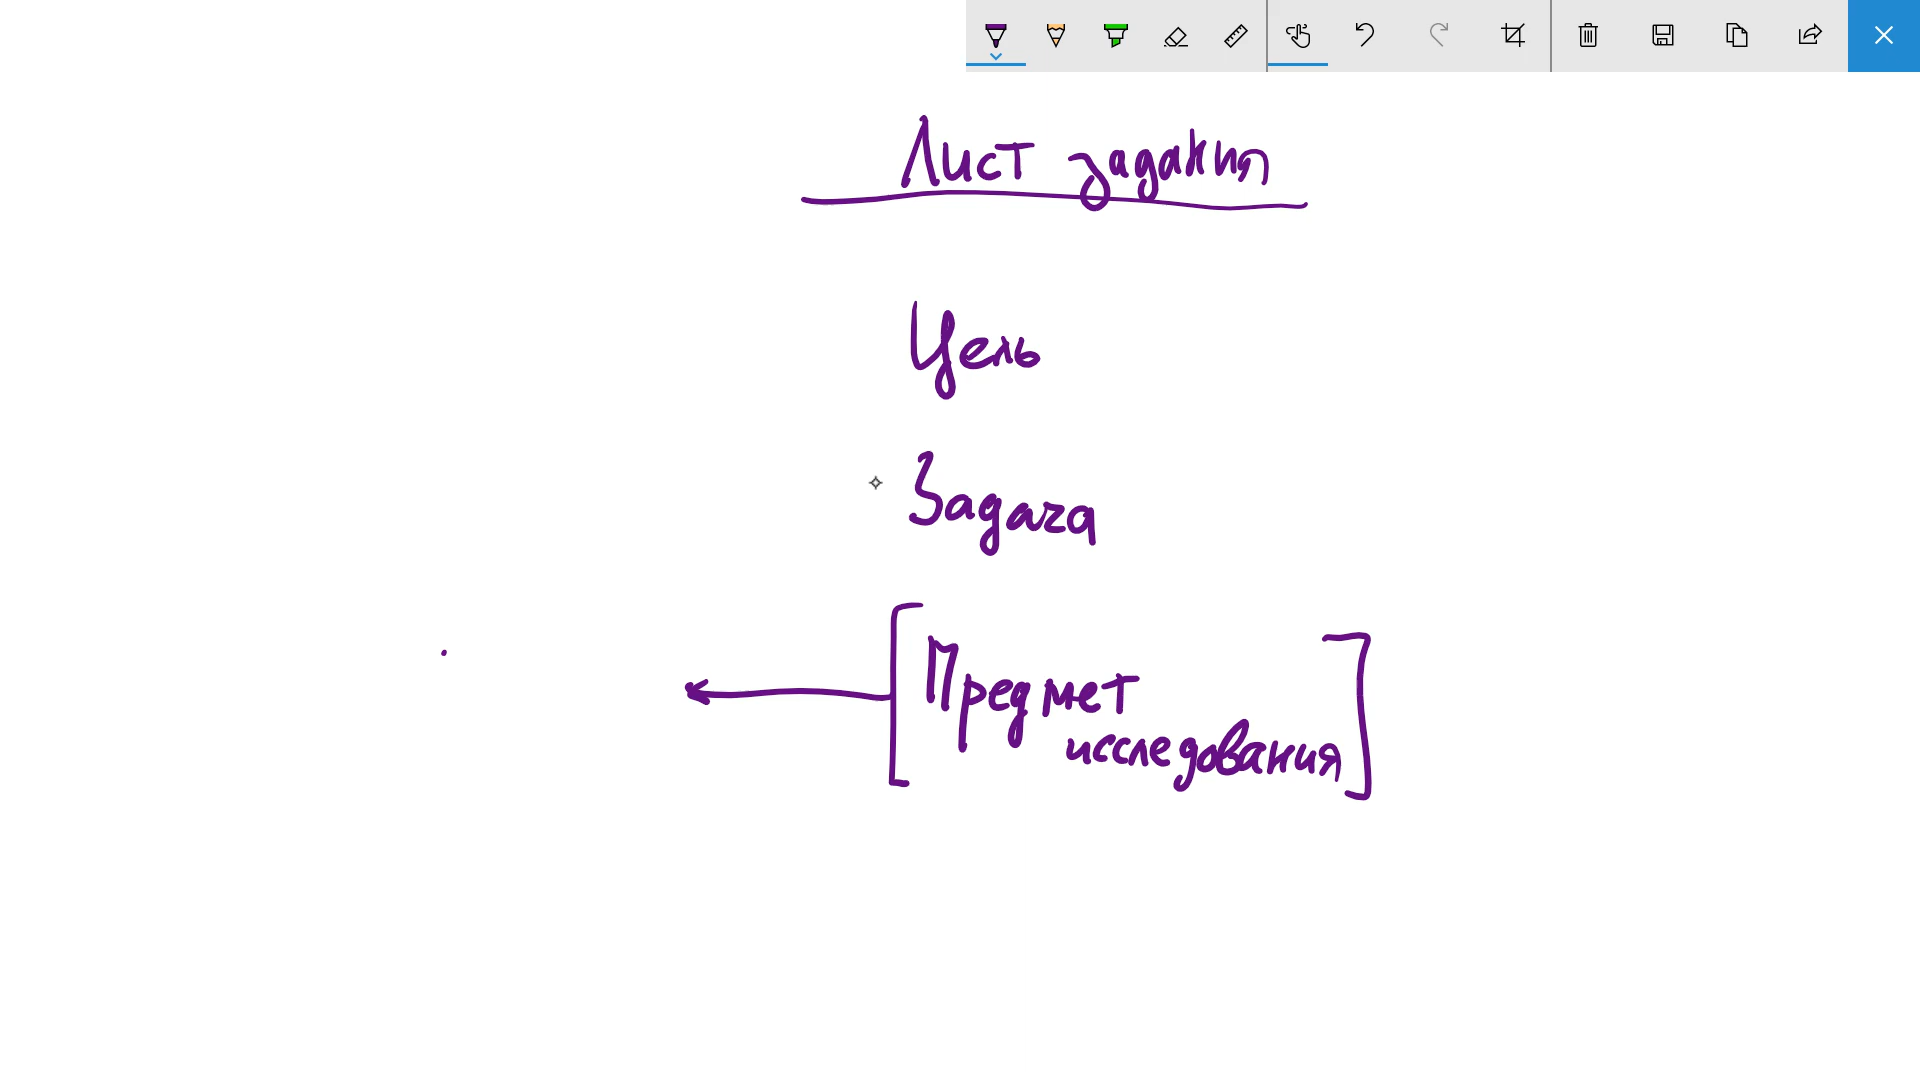 Лист задания
Цель
Задача
Предмет
исследования